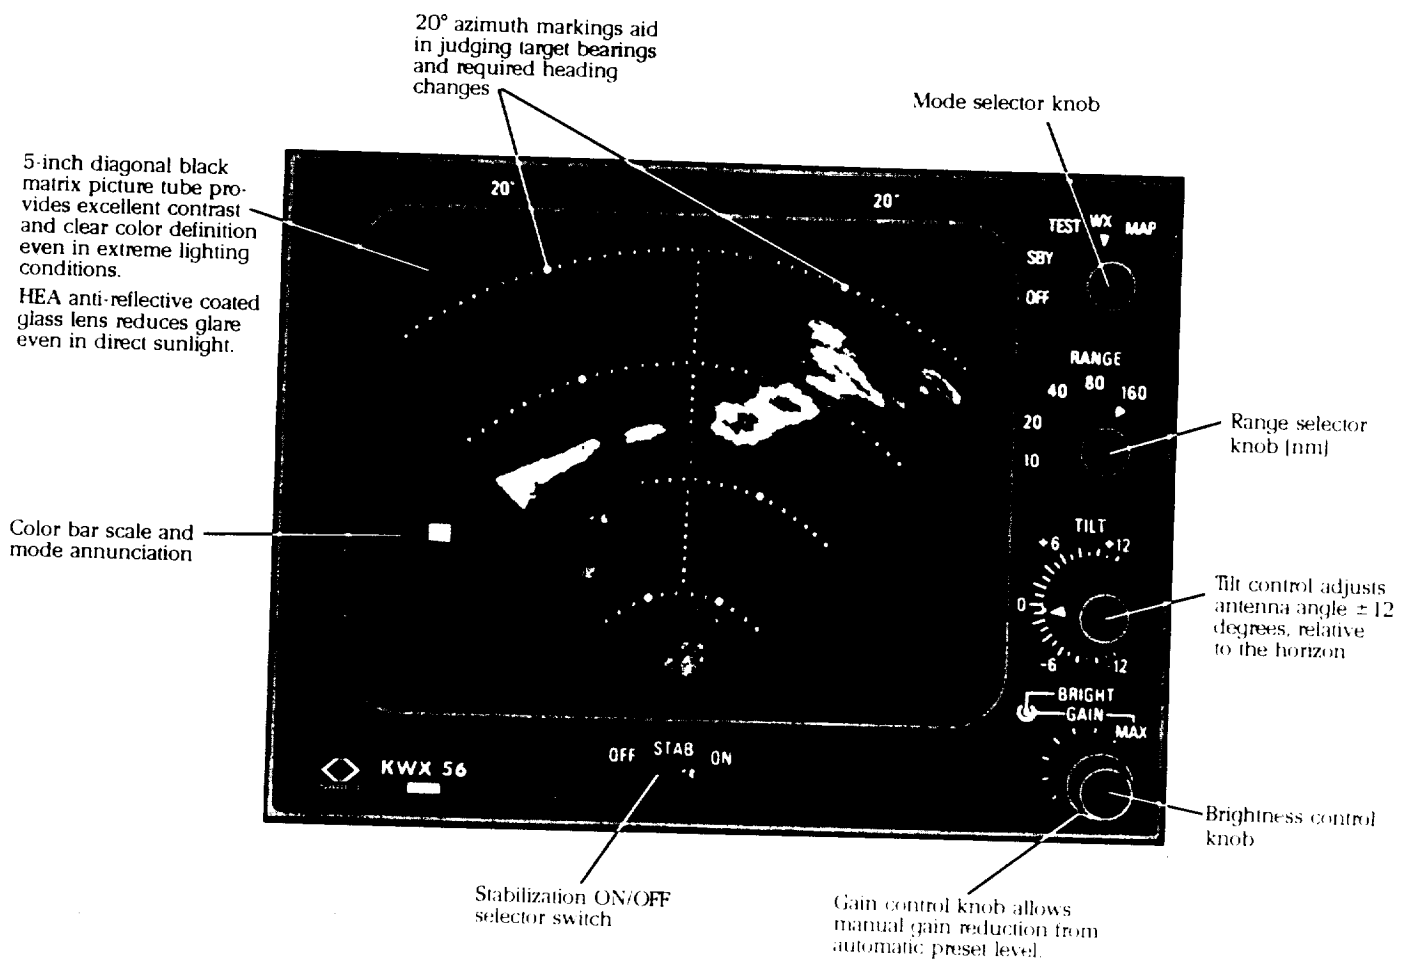 20° azimuth markings aid
in judging target bearings
and required heading
changes
Mode selector knob
5-inch diagonal black
matrix picture tube pro-
vides excellent contrast
and clear color definition
even in extreme lighting
conditions.
HEA anti-reflective coated
glass lens reduces glare
even in direct sunlight.
20°
20°
TEST WX MAP
SBY
OFF
RANGE
40 80 160
20
10
Range selector
knob [nm]
Color bar scale and
mode annunciation
TILT
+6 +12
0
-6 12
Tilt control adjusts
antenna angle ± 12
degrees, relative
to the horizon
BRIGHT
GAIN
MAX
OFF STAB ON
KWX 56
Brightness control
knob
Stabilization ON/OFF
selector switch
Gain control knob allows
manual gain reduction from
automatic preset level.